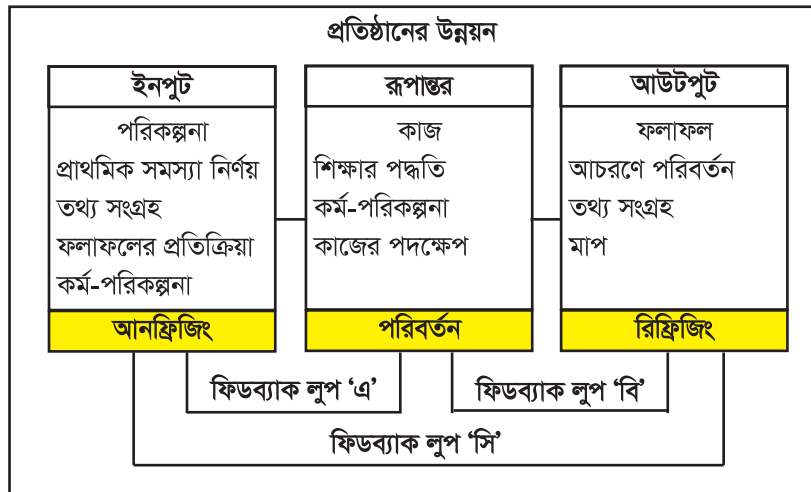 প্রতিষ্ঠানের উন্নয়ন
ইনপুট
পরিকল্পনা
প্রাথমিক সমস্যা নির্ণয়
তথ্য সংগ্রহ
ফলাফলের প্রতিক্রিয়া
কর্ম-পরিকল্পনা
আনফ্রিজিং
রূপান্তর
কাজ
শিক্ষার পদ্ধতি
কর্ম-পরিকল্পনা
কাজের পদক্ষেপ
পরিবর্তন
আউটপুট
ফলাফল
আচরণে পরিবর্তন
তথ্য সংগ্রহ
মাপ
রিফ্রিজিং
ফিডব্যাক লুপ ‘এ’
ফিডব্যাক লুপ ‘বি’
ফিডব্যাক লুপ ‘সি’